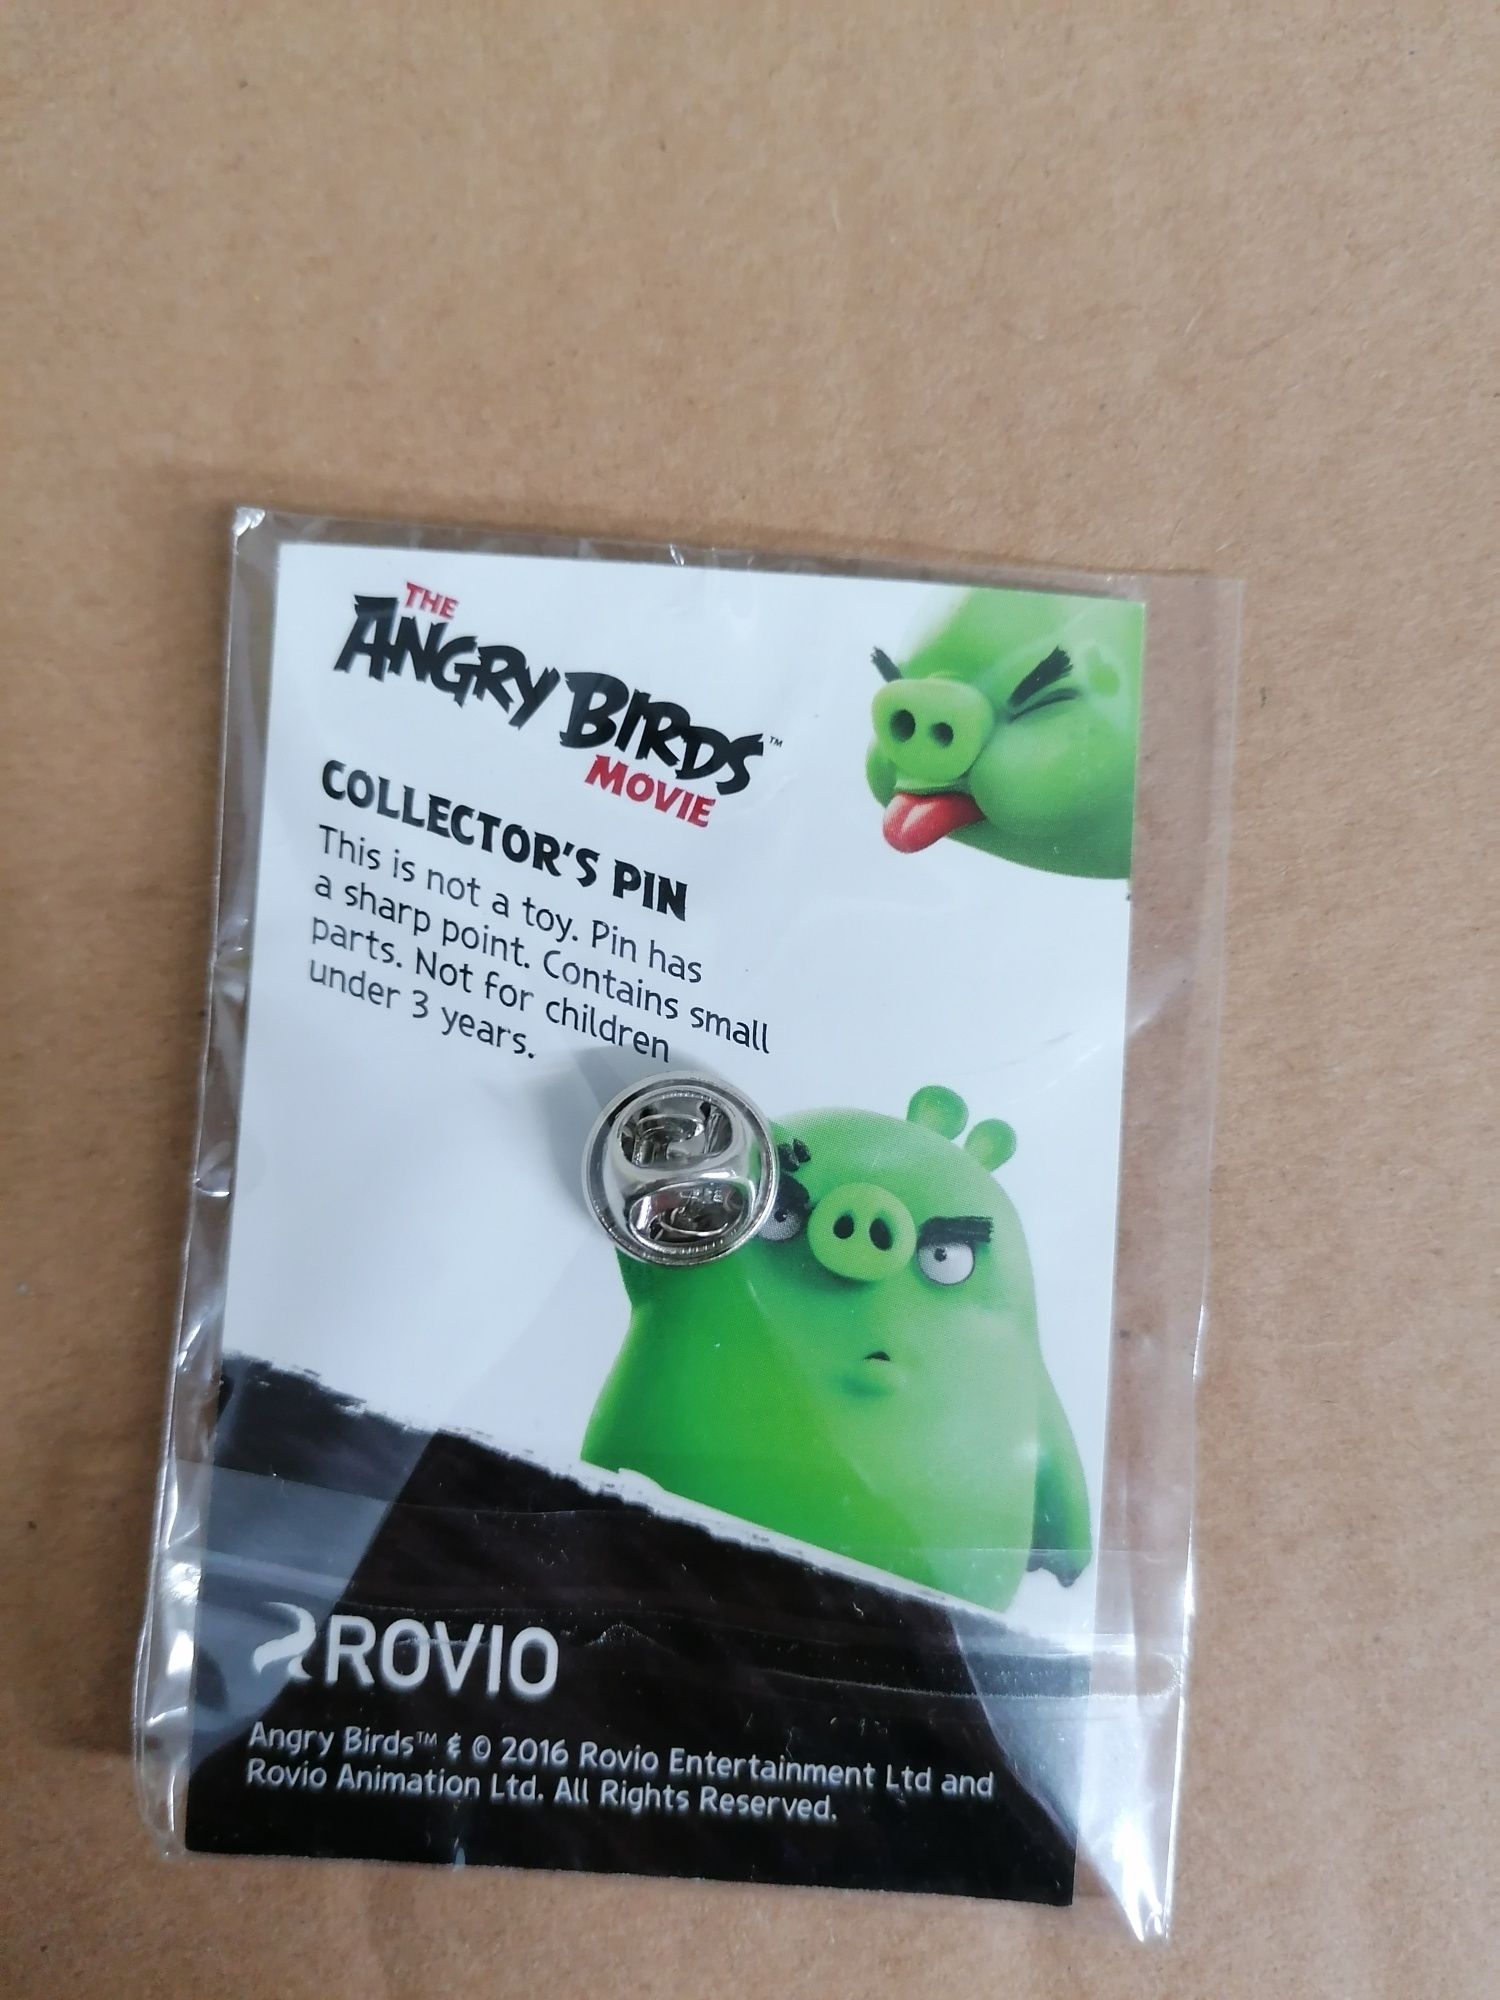 THE
ANGRY BIRDS™
MOVIE
COLLECTOR'S PIN
This is not a toy. Pin has
a sharp point. Contains small
parts. Not for children
under 3 years.
ROVIO
Angry Birds™ & © 2016 Rovio Entertainment Ltd and
Rovio Animation Ltd. All Rights Reserved.